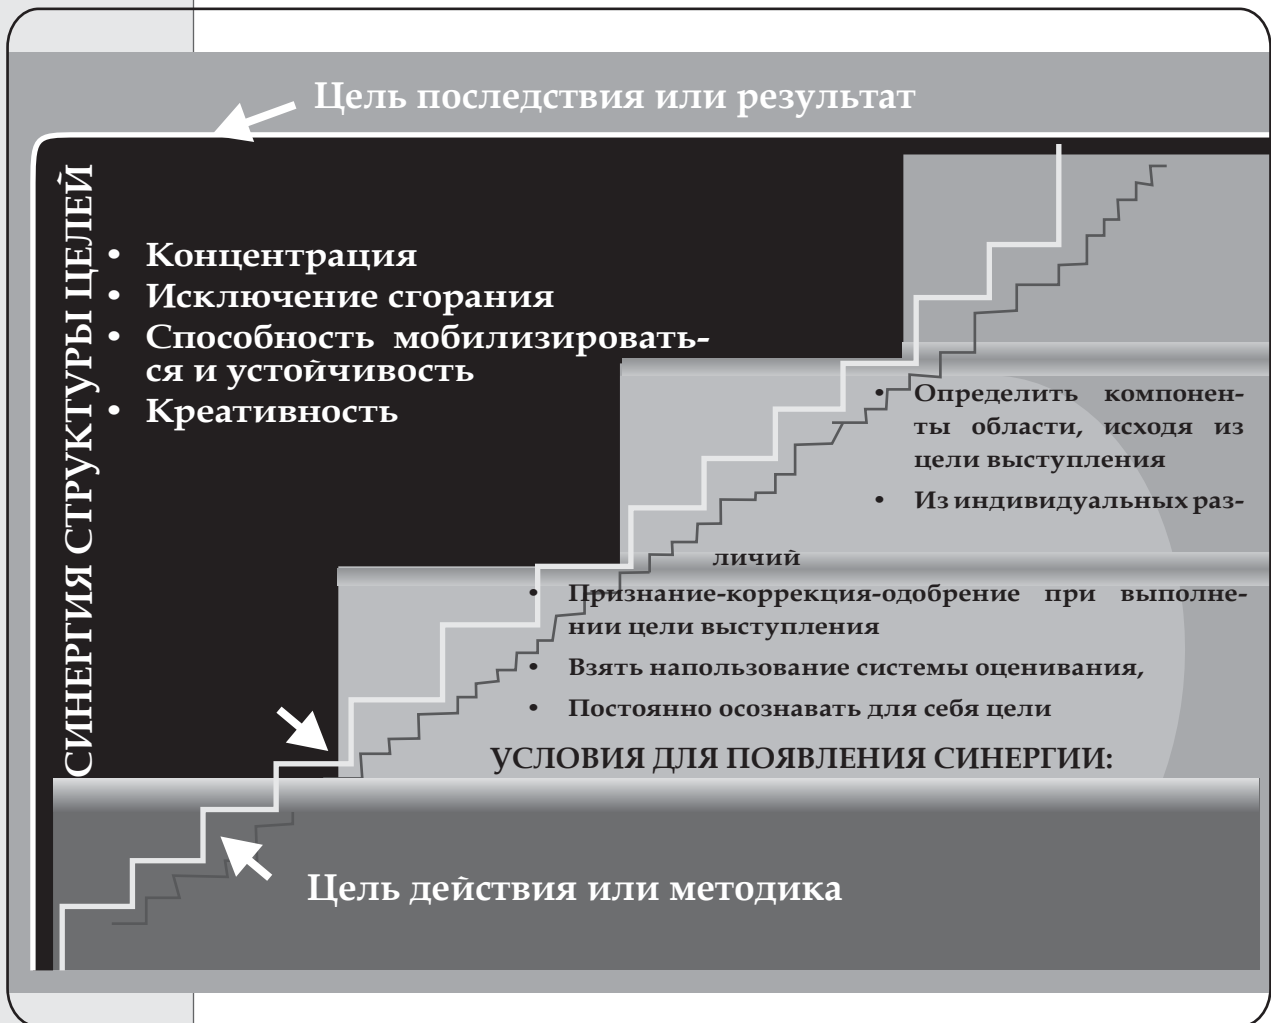 Цель последствия или результат
СИНЕРГИЯ СТРУКТУРЫ ЦЕЛЕЙ
• Концентрация
• Исключение сгорания
• Способность мобилизировать-
ся и устойчивость
• Креативность
• Определить компонен-
ты области, исходя из
цели выступления
• Из индивидуальных раз-
личий
• Признание-коррекция-одобрение при выполне-
нии цели выступления
• Взять напользование системы оценивания,
• Постоянно осознавать для себя цели
УСЛОВИЯ ДЛЯ ПОЯВЛЕНИЯ СИНЕРГИИ:
Цель действия или методика